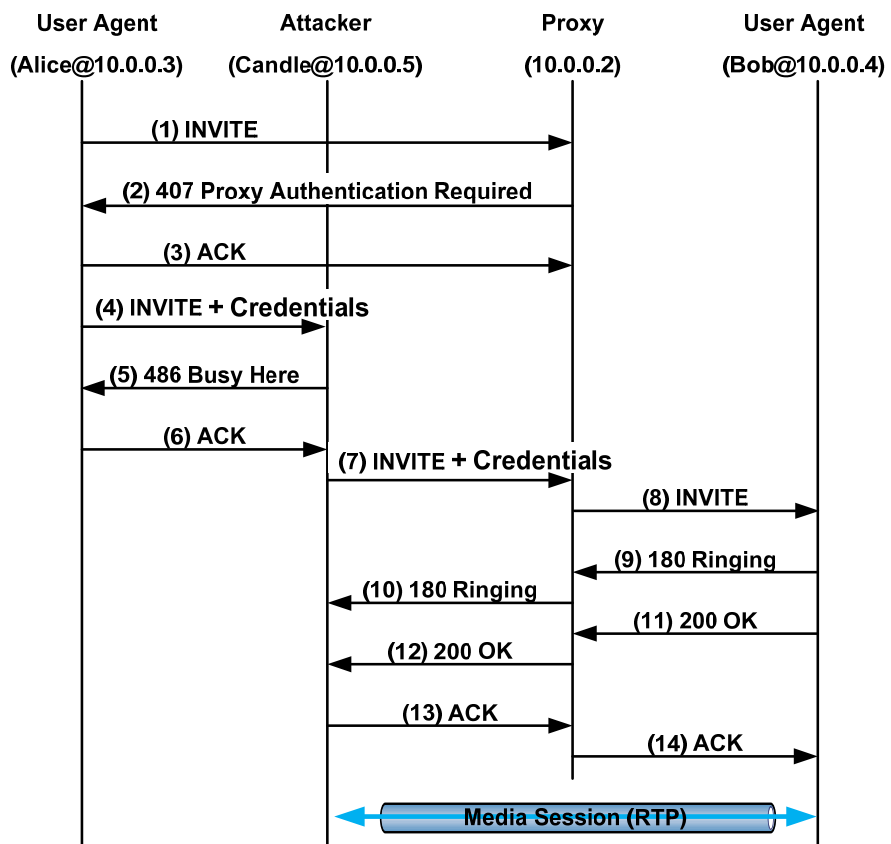 User Agent
(Alice@10.0.0.3)
Attacker
(Candle@10.0.0.5)
Proxy
(10.0.0.2)
User Agent
(Bob@10.0.0.4)
(1) INVITE
(2) 407 Proxy Authentication Required
(3) ACK
(4) INVITE + Credentials
(5) 486 Busy Here
(6) ACK
(7) INVITE + Credentials
(8) INVITE
(9) 180 Ringing
(10) 180 Ringing
(11) 200 OK
(12) 200 OK
(13) ACK
(14) ACK
Media Session (RTP)